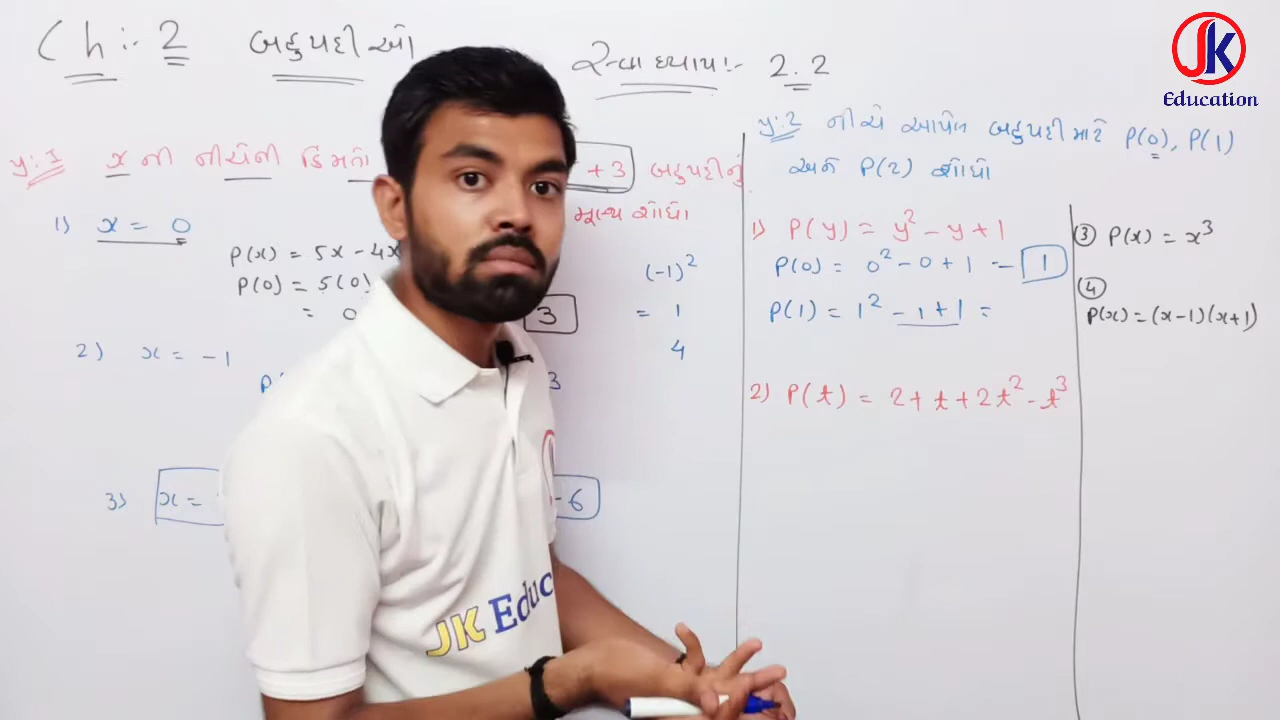 Ch:- 2 બહુપદીઓ
સ્વાધ્યાય:- 2.2
JK
Education
પ્ર:1 x ની નીચેની કિંમતો
+3 બહુપદીનું
મૂલ્ય શોધો
1) x = 0
P(x) = 5x - 4x
P(0) = 5(0)
= 0
3
(-1)²
= 1
4
2) x = -1
3
3) x =
-6
પ્ર:2 નીચે આપેલ બહુપદી માટે P(0), P(1)
અને P(2) શોધો
1) P(y) = y² - y + 1
P(0) = 0² - 0 + 1 = 1
P(1) = 1² - 1 + 1 =
2) P(t) = 2 + t + 2t² - t³
③ P(x) = x³
④
P(x) = (x-1)(x+1)
JK Educ